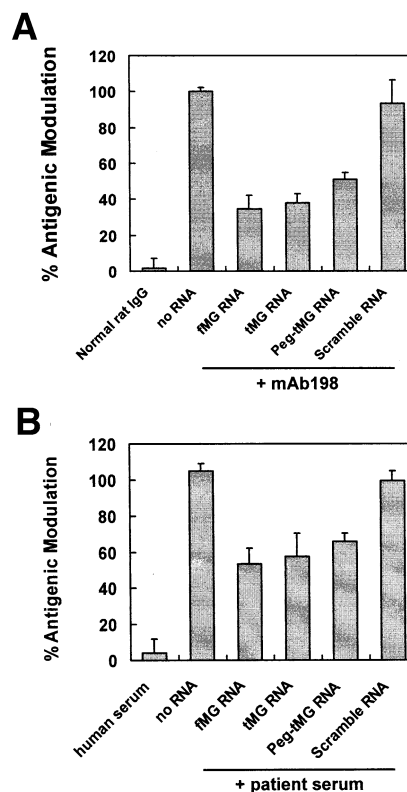 A
% Antigenic Modulation
120
100
80
60
40
20
0
Normal rat IgG
no RNA
fMG RNA
tMG RNA
Peg-tMG RNA
Scramble RNA
+ mAb198
B
% Antigenic Modulation
120
100
80
60
40
20
0
human serum
no RNA
fMG RNA
tMG RNA
Peg-tMG RNA
Scramble RNA
+ patient serum